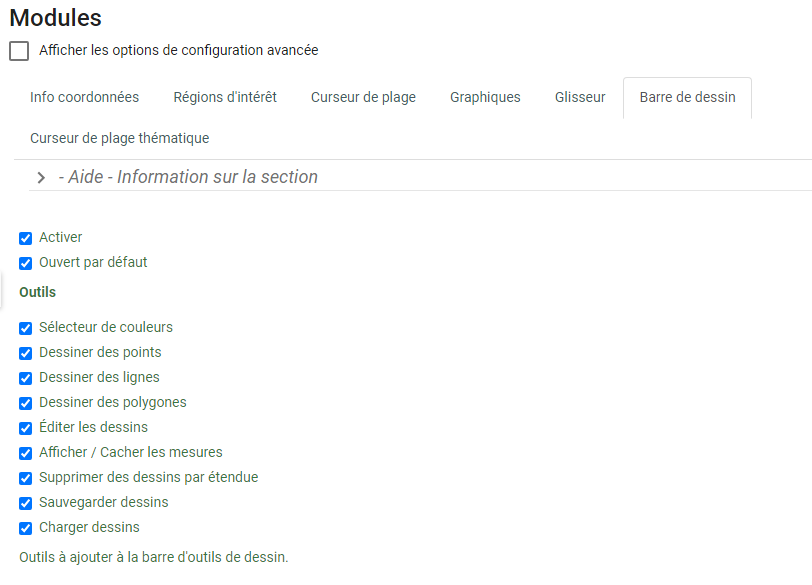 Modules
Afficher les options de configuration avancée
Info coordonnées Régions d'intérêt Curseur de plage Graphiques Glisseur Barre de dessin
Curseur de plage thématique
- Aide - Information sur la section
Activer
Ouvert par défaut
Outils
Sélecteur de couleurs
Dessiner des points
Dessiner des lignes
Dessiner des polygones
Éditer les dessins
Afficher / Cacher les mesures
Supprimer des dessins par étendue
Sauvegarder dessins
Charger dessins
Outils à ajouter à la barre d'outils de dessin.